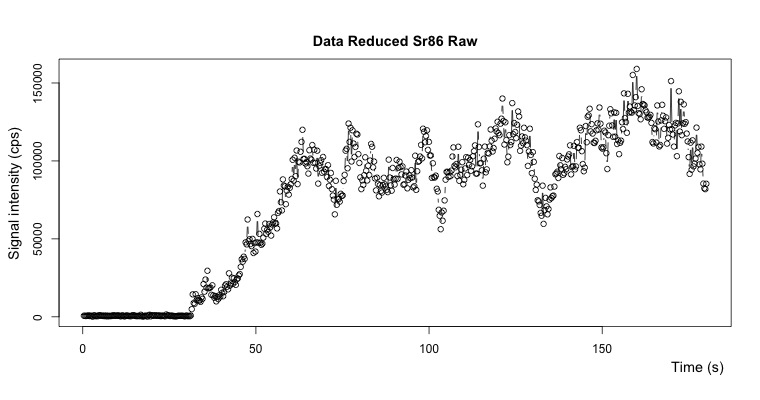 Data Reduced Sr86 Raw
150000
100000
50000
0
Signal intensity (cps)
0 50 100 150
Time (s)